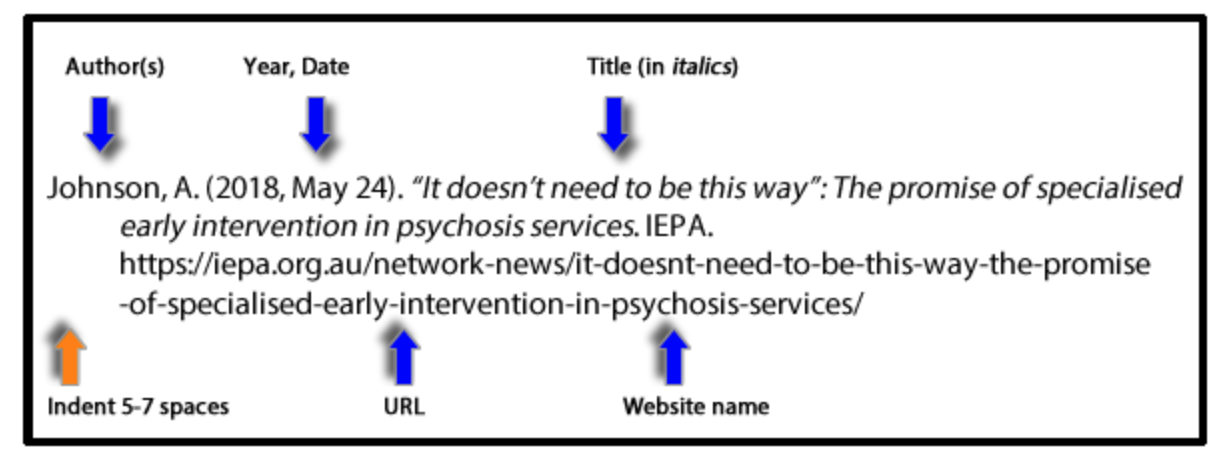 Author(s) Year, Date Title (in italics)
Johnson, A. (2018, May 24). “It doesn’t need to be this way”: The promise of specialised
early intervention in psychosis services. IEPA.
https://iepa.org.au/network-news/it-doesnt-need-to-be-this-way-the-promise
-of-specialised-early-intervention-in-psychosis-services/
Indent 5-7 spaces URL Website name